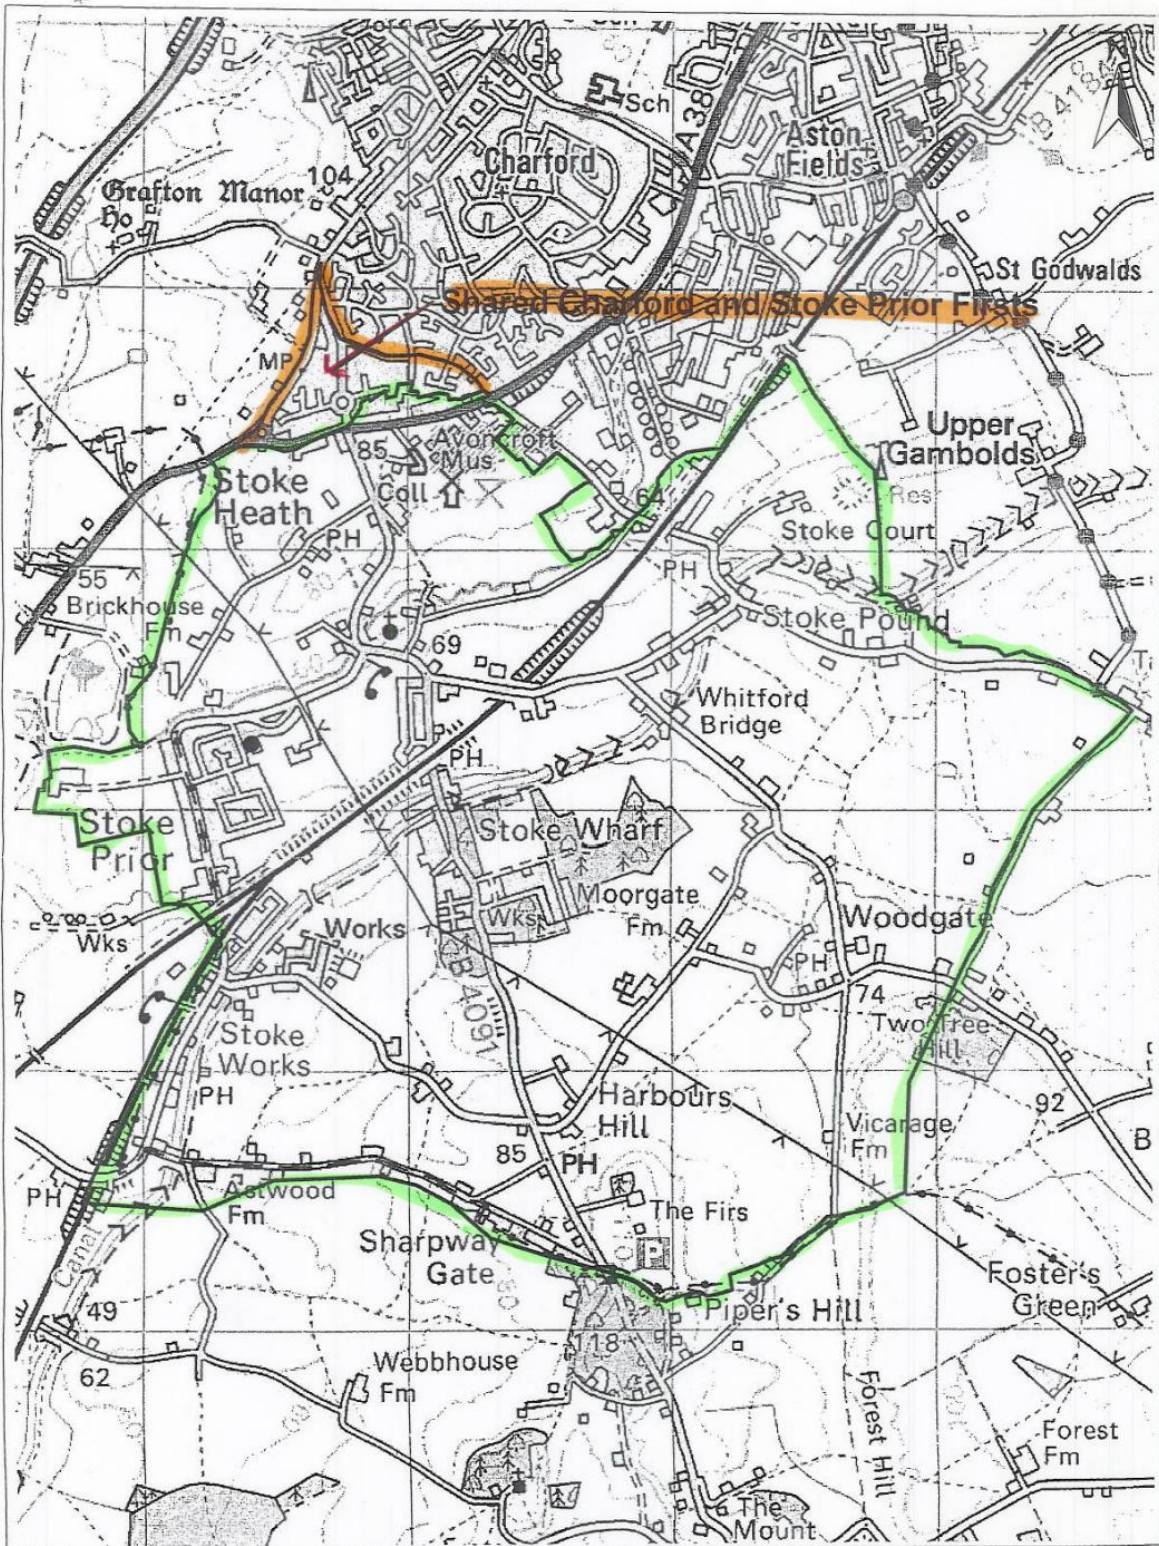 Sch
A38
B 4184
Charford
Aston
Fields
Grafton Manor
Ho
104
St Godwalds
Shared Charford and Stoke Prior Firsts
MP
Upper
Gambolds
85
Avoncroft
Mus
Coll
Stoke
Heath
PH
64
Res
Stoke Court
55
PH
Brickhouse
Fm
Stoke Pound
69
Whitford
Bridge
PH
Stoke
Prior
Stoke Wharf
Moorgate
Fm
Wks
Woodgate
Wks
Works
PH
74
B 4091
Two Tree
Hill
Stoke
Works
PH
Harbours
Hill
92
Vicarage
Fm
B
85
PH
PH
Astwood
Fm
The Firs
Canal
Sharpway
Gate
P
Foster's
Green
49
Piper's Hill
118
62
Webbhouse
Fm
Forest Hill
Forest
Fm
The
Mount